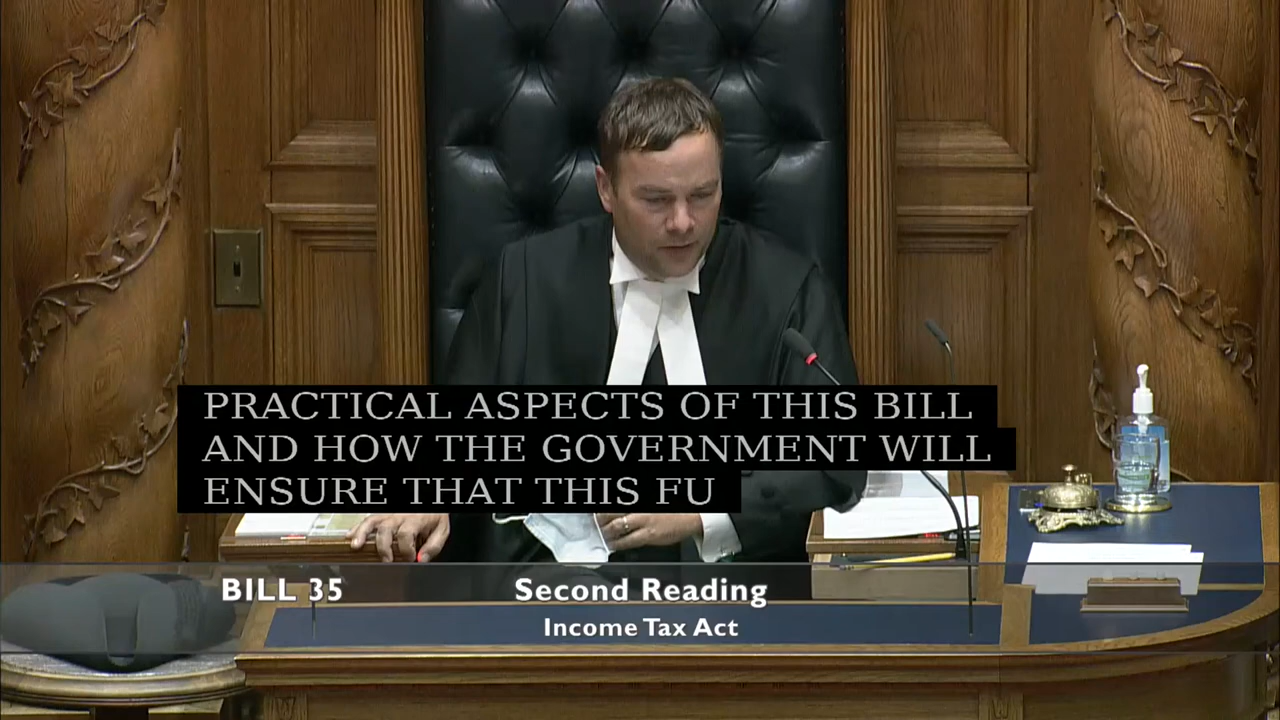 PRACTICAL ASPECTS OF THIS BILL
AND HOW THE GOVERNMENT WILL
ENSURE THAT THIS FU
BILL 35
Second Reading
Income Tax Act